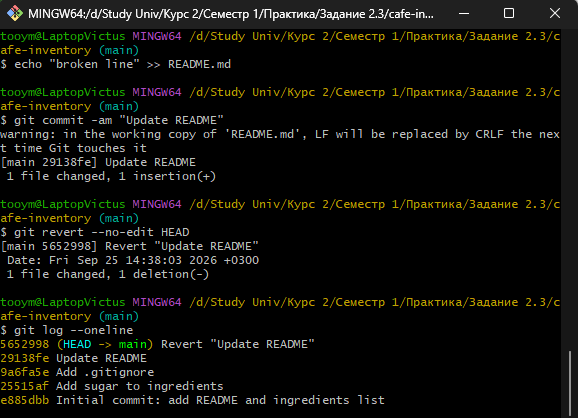 MINGW64:/d/Study Univ/Курс 2/Семестр 1/Практика/Задание 2.3/cafe-in...
tooym@LaptopVictus MINGW64 /d/Study Univ/Курс 2/Семестр 1/Практика/Задание 2.3/c
afe-inventory (main)
$ echo "broken line" >> README.md
tooym@LaptopVictus MINGW64 /d/Study Univ/Курс 2/Семестр 1/Практика/Задание 2.3/c
afe-inventory (main)
$ git commit -am "Update README"
warning: in the working copy of 'README.md', LF will be replaced by CRLF the nex
t time Git touches it
[main 29138fe] Update README
 1 file changed, 1 insertion(+)
tooym@LaptopVictus MINGW64 /d/Study Univ/Курс 2/Семестр 1/Практика/Задание 2.3/c
afe-inventory (main)
$ git revert --no-edit HEAD
[main 5652998] Revert "Update README"
 Date: Fri Sep 25 14:38:03 2026 +0300
 1 file changed, 1 deletion(-)
tooym@LaptopVictus MINGW64 /d/Study Univ/Курс 2/Семестр 1/Практика/Задание 2.3/c
afe-inventory (main)
$ git log --oneline
5652998 (HEAD -> main) Revert "Update README"
29138fe Update README
9a6fa5e Add .gitignore
25515af Add sugar to ingredients
e885dbb Initial commit: add README and ingredients list